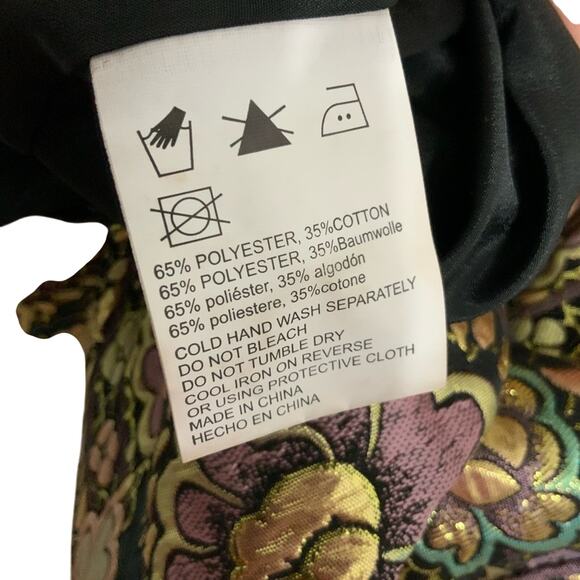 65% POLYESTER, 35%COTTON
65% POLYESTER, 35%Baumwolle
65% poliéster, 35% algodón
65% poliestere, 35%cotone
COLD HAND WASH SEPARATELY
DO NOT BLEACH
DO NOT TUMBLE DRY
COOL IRON ON REVERSE
OR USING PROTECTIVE CLOTH
MADE IN CHINA
HECHO EN CHINA